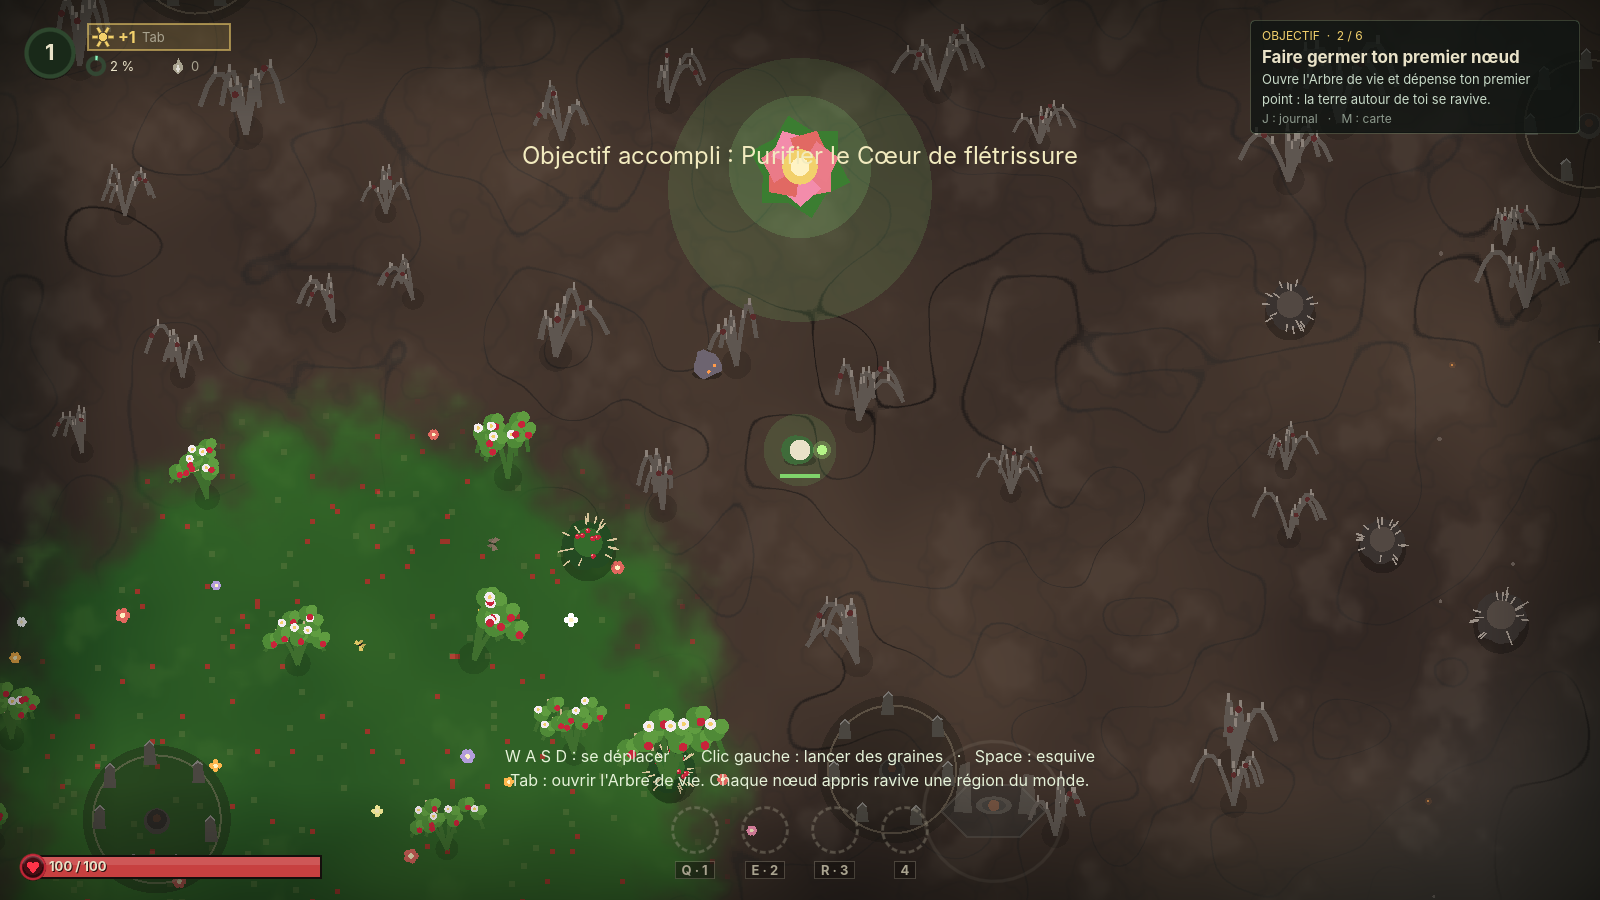 1
+1 Tab
2 %
0
OBJECTIF · 2 / 6
Faire germer ton premier nœud
Ouvre l'Arbre de vie et dépense ton premier
point : la terre autour de toi se ravive.
J : journal · M : carte
Objectif accompli : Purifier le Cœur de flétrissure
W A S D : se déplacer · Clic gauche : lancer des graines · Space : esquive
Tab : ouvrir l'Arbre de vie. Chaque nœud appris ravive une région du monde.
100 / 100
Q · 1
E · 2
R · 3
4